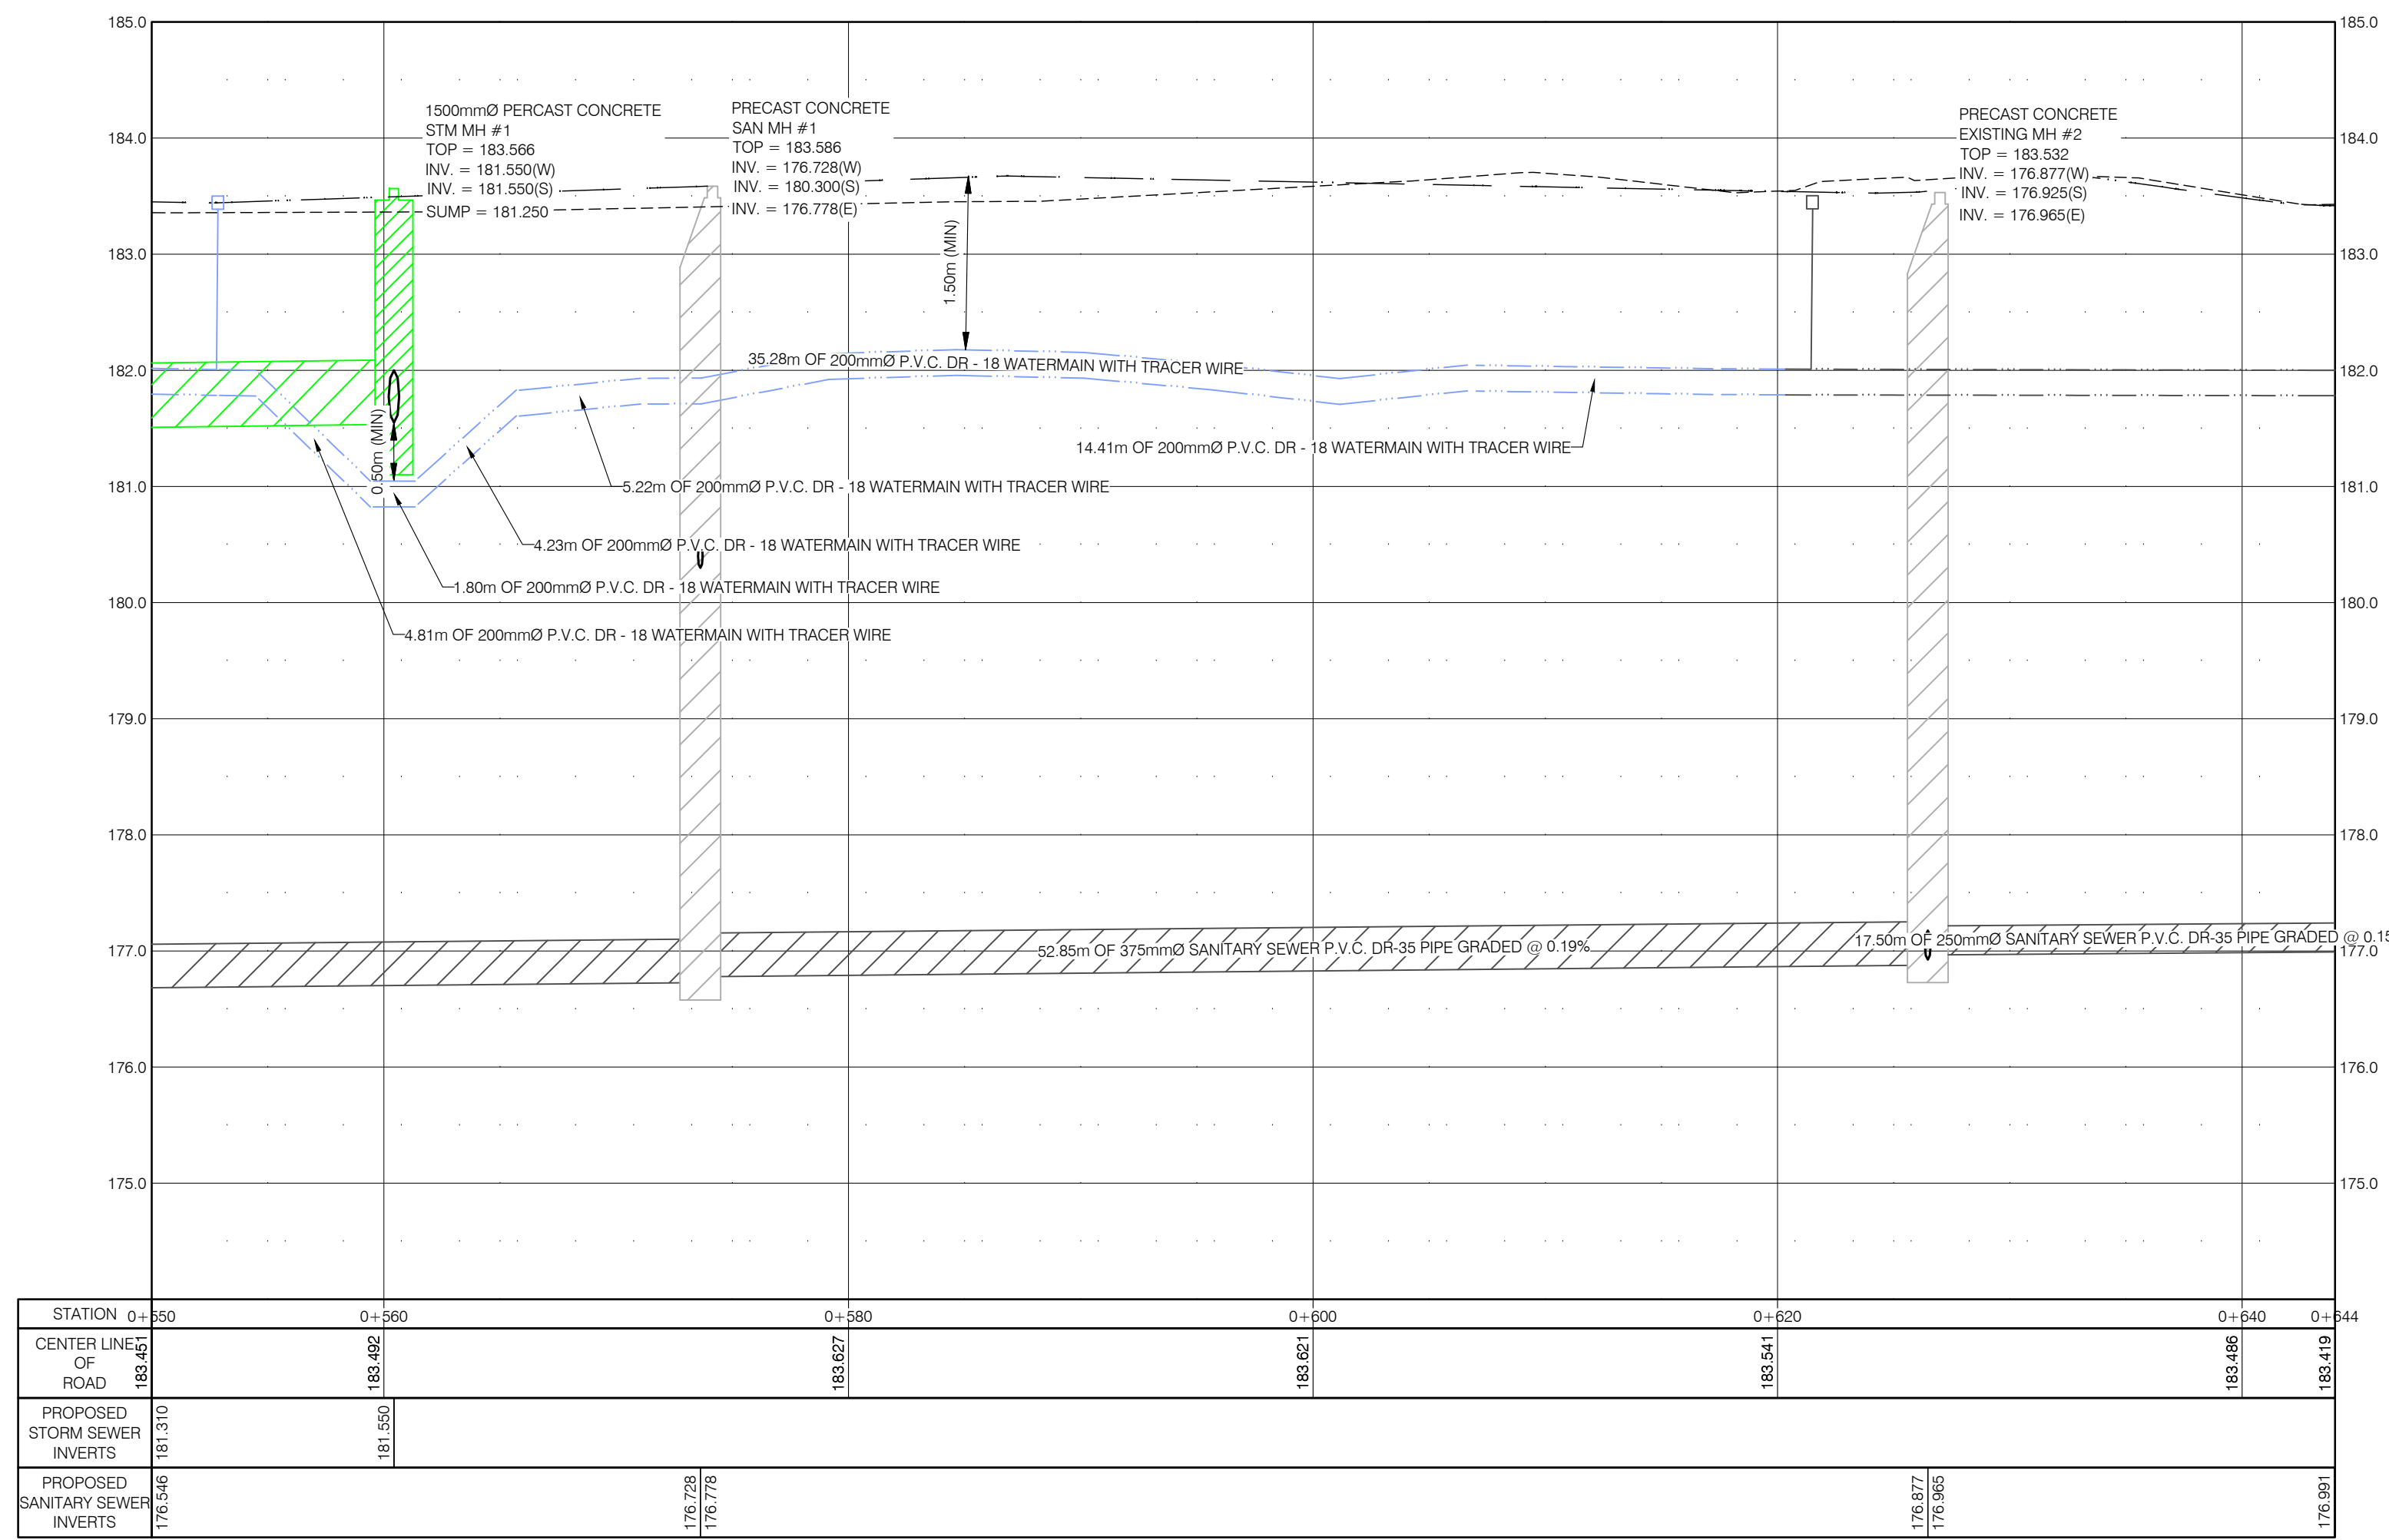 185.0
185.0
1500mmØ PERCAST CONCRETE
STM MH #1
TOP = 183.566
INV. = 181.550(W)
INV. = 181.550(S)
SUMP = 181.250
PRECAST CONCRETE
SAN MH #1
TOP = 183.586
INV. = 176.728(W)
INV. = 180.300(S)
INV. = 176.778(E)
PRECAST CONCRETE
EXISTING MH #2
TOP = 183.532
INV. = 176.877(W)
INV. = 176.925(S)
INV. = 176.965(E)
184.0
184.0
183.0
183.0
1.50m (MIN)
35.28m OF 200mmØ P.V.C. DR - 18 WATERMAIN WITH TRACER WIRE
182.0
182.0
0.50m (MIN)
14.41m OF 200mmØ P.V.C. DR - 18 WATERMAIN WITH TRACER WIRE
181.0
181.0
5.22m OF 200mmØ P.V.C. DR - 18 WATERMAIN WITH TRACER WIRE
4.23m OF 200mmØ P.V.C. DR - 18 WATERMAIN WITH TRACER WIRE
1.80m OF 200mmØ P.V.C. DR - 18 WATERMAIN WITH TRACER WIRE
180.0
180.0
4.81m OF 200mmØ P.V.C. DR - 18 WATERMAIN WITH TRACER WIRE
179.0
179.0
178.0
178.0
177.0
52.85m OF 375mmØ SANITARY SEWER P.V.C. DR-35 PIPE GRADED @ 0.19%
17.50m OF 250mmØ SANITARY SEWER P.V.C. DR-35 PIPE GRADED @ 0.15
177.0
176.0
176.0
175.0
175.0
STATION 0+550 0+560 0+580 0+600 0+620 0+640 0+644
CENTER LINE
OF
ROAD
183.451
183.492
183.627
183.621
183.541
183.486
183.419
PROPOSED
STORM SEWER
INVERTS
181.310
181.550
PROPOSED
SANITARY SEWER
INVERTS
176.546
176.728
176.778
176.877
176.965
176.991